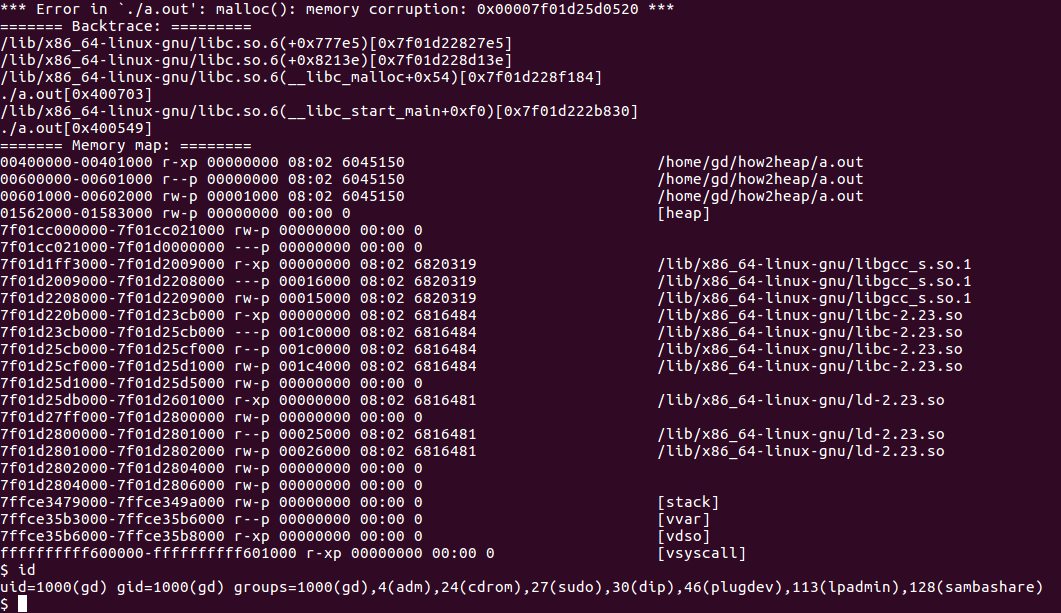 *** Error in `./a.out': malloc(): memory corruption: 0x00007f01d25d0520 ***
======= Backtrace: =========
/lib/x86_64-linux-gnu/libc.so.6(+0x777e5)[0x7f01d22827e5]
/lib/x86_64-linux-gnu/libc.so.6(+0x8213e)[0x7f01d228d13e]
/lib/x86_64-linux-gnu/libc.so.6(__libc_malloc+0x54)[0x7f01d228f184]
./a.out[0x400703]
/lib/x86_64-linux-gnu/libc.so.6(__libc_start_main+0xf0)[0x7f01d222b830]
./a.out[0x400549]
======= Memory map: ========
00400000-00401000 r-xp 00000000 08:02 6045150 /home/gd/how2heap/a.out
00600000-00601000 r--p 00000000 08:02 6045150 /home/gd/how2heap/a.out
00601000-00602000 rw-p 00001000 08:02 6045150 /home/gd/how2heap/a.out
01562000-01583000 rw-p 00000000 00:00 0 [heap]
7f01cc000000-7f01cc021000 rw-p 00000000 00:00 0
7f01cc021000-7f01d0000000 ---p 00000000 00:00 0
7f01d1ff3000-7f01d2009000 r-xp 00000000 08:02 6820319 /lib/x86_64-linux-gnu/libgcc_s.so.1
7f01d2009000-7f01d2208000 ---p 00016000 08:02 6820319 /lib/x86_64-linux-gnu/libgcc_s.so.1
7f01d2208000-7f01d2209000 rw-p 00015000 08:02 6820319 /lib/x86_64-linux-gnu/libgcc_s.so.1
7f01d220b000-7f01d23cb000 r-xp 00000000 08:02 6816484 /lib/x86_64-linux-gnu/libc-2.23.so
7f01d23cb000-7f01d25cb000 ---p 001c0000 08:02 6816484 /lib/x86_64-linux-gnu/libc-2.23.so
7f01d25cb000-7f01d25cf000 r--p 001c0000 08:02 6816484 /lib/x86_64-linux-gnu/libc-2.23.so
7f01d25cf000-7f01d25d1000 rw-p 001c4000 08:02 6816484 /lib/x86_64-linux-gnu/libc-2.23.so
7f01d25d1000-7f01d25d5000 rw-p 00000000 00:00 0
7f01d25db000-7f01d2601000 r-xp 00000000 08:02 6816481 /lib/x86_64-linux-gnu/ld-2.23.so
7f01d27ff000-7f01d2800000 rw-p 00000000 00:00 0
7f01d2800000-7f01d2801000 r--p 00025000 08:02 6816481 /lib/x86_64-linux-gnu/ld-2.23.so
7f01d2801000-7f01d2802000 rw-p 00026000 08:02 6816481 /lib/x86_64-linux-gnu/ld-2.23.so
7f01d2802000-7f01d2804000 rw-p 00000000 00:00 0
7f01d2804000-7f01d2806000 rw-p 00000000 00:00 0
7ffce3479000-7ffce349a000 rw-p 00000000 00:00 0 [stack]
7ffce35b3000-7ffce35b6000 r--p 00000000 00:00 0 [vvar]
7ffce35b6000-7ffce35b8000 r-xp 00000000 00:00 0 [vdso]
ffffffffff600000-ffffffffff601000 r-xp 00000000 00:00 0 [vsyscall]
$ id
uid=1000(gd) gid=1000(gd) groups=1000(gd),4(adm),24(cdrom),27(sudo),30(dip),46(plugdev),113(lpadmin),128(sambashare)
$